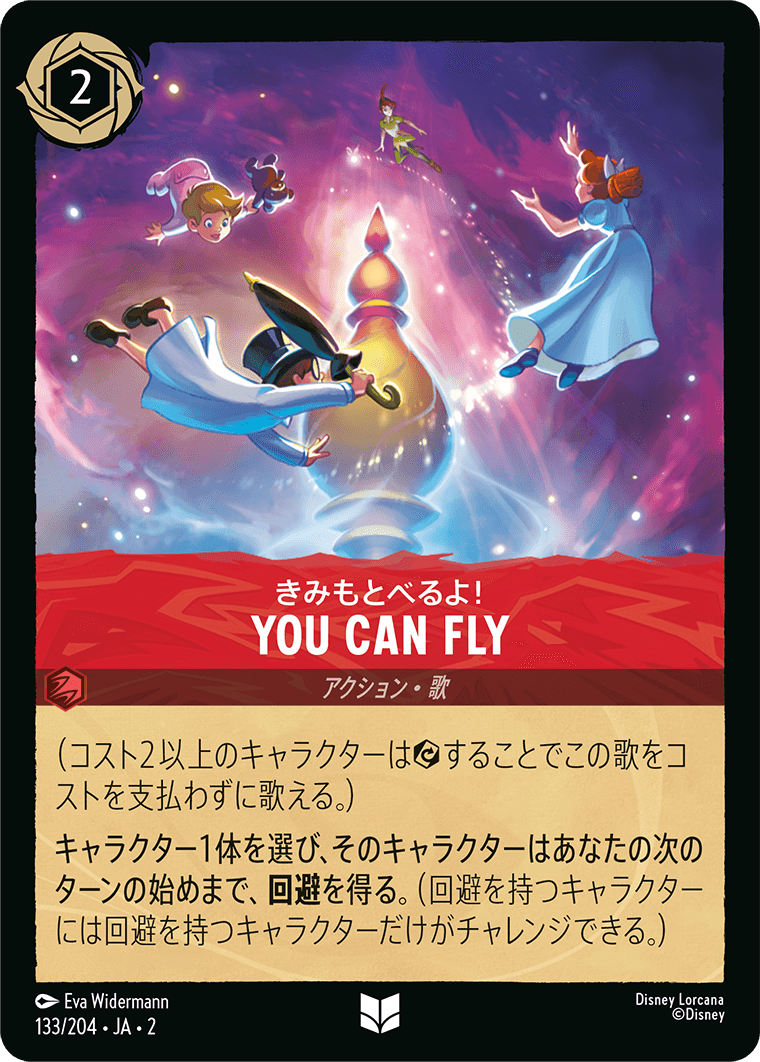 2
きみもとべるよ!
YOU CAN FLY
アクション・歌
(コスト2以上のキャラクターはすることでこの歌をコ
ストを支払わずに歌える。)
キャラクター1体を選び、そのキャラクターはあなたの次の
ターンの始めまで、回避を得る。(回避を持つキャラクター
には回避を持つキャラクターだけがチャレンジできる。)
Eva Widermann
133/204・JA・2
Disney Lorcana
©Disney